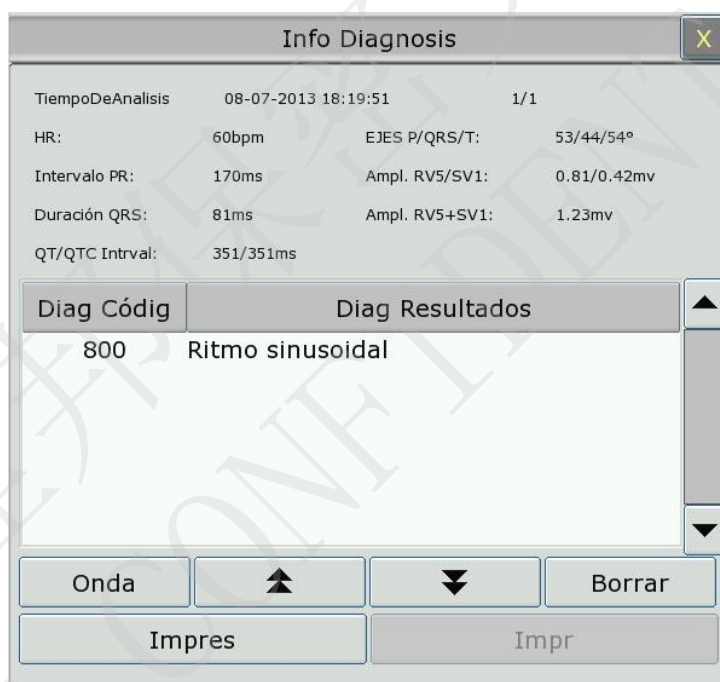 Info Diagnosis X
TiempoDeAnalisis 08-07-2013 18:19:51 1/1
HR: 60bpm EJES P/QRS/T: 53/44/54°
Intervalo PR: 170ms Ampl. RV5/SV1: 0.81/0.42mv
Duración QRS: 81ms Ampl. RV5+SV1: 1.23mv
QT/QTC Intrval: 351/351ms
Diag Códig Diag Resultados
800 Ritmo sinusoidal
Onda Borrar
Impres Impr